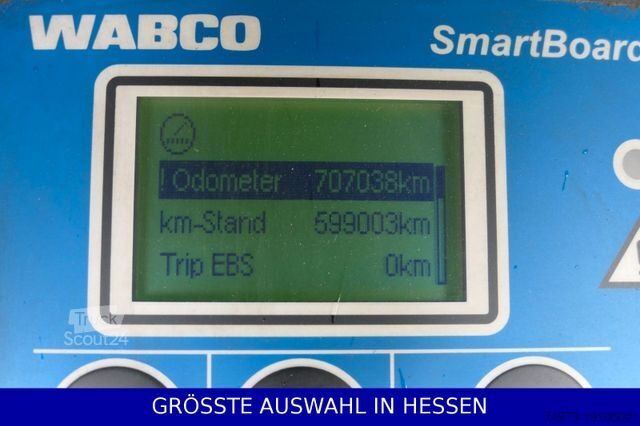 WABCO
SmartBoard
! Odometer 707038km
km-Stand 599003km
Trip EBS 0km
Truck
Scout24
GRÖSSTE AUSWAHL IN HESSEN